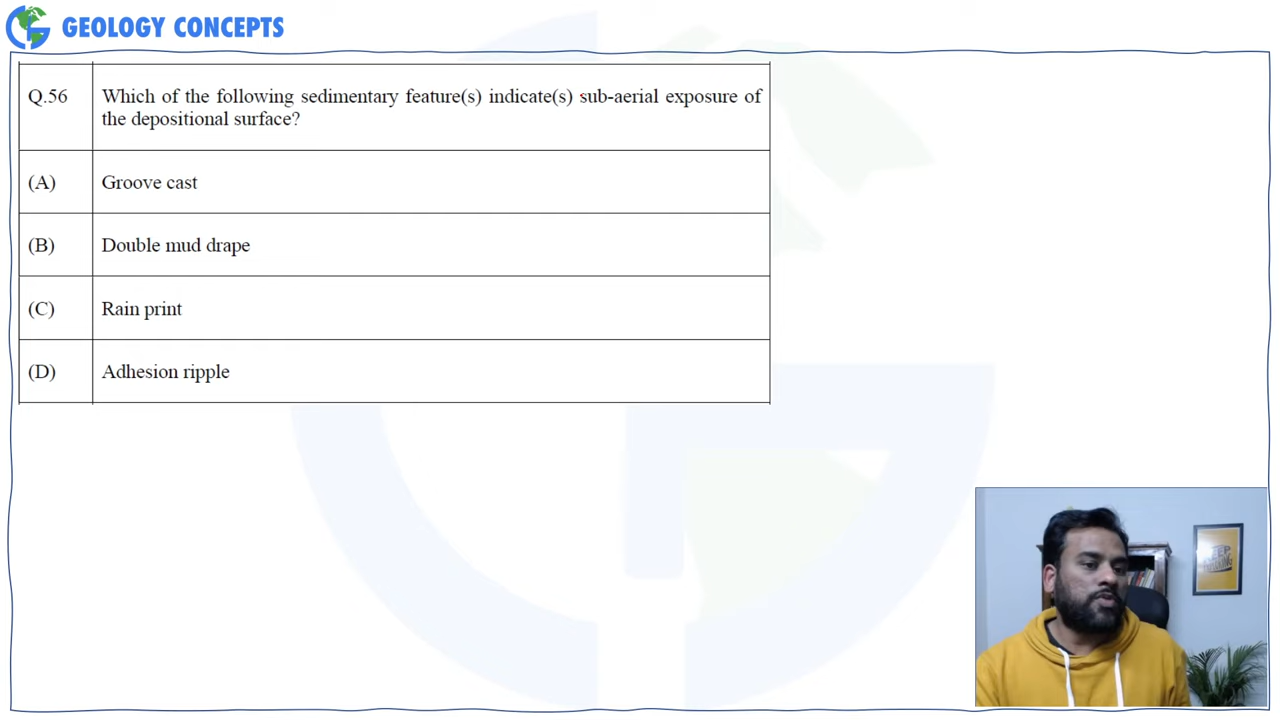 GEOLOGY CONCEPTS
Q.56 Which of the following sedimentary feature(s) indicate(s) sub-aerial exposure of
the depositional surface?
(A) Groove cast
(B) Double mud drape
(C) Rain print
(D) Adhesion ripple